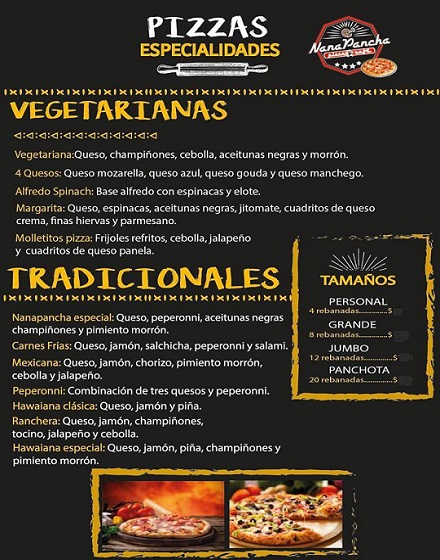 PIZZAS
ESPECIALIDADES
NanaPancha
VEGETARIANAS
Vegetariana:Queso, champiñones, cebolla, aceitunas negras y morrón.
4 Quesos: Queso mozarella, queso azul, queso gouda y queso manchego.
Alfredo Spinach: Base alfredo con espinacas y elote.
Margarita: Queso, espinacas, aceitunas negras, jitomate, cuadritos de queso
crema, finas hiervas y parmesano.
Molletitos pizza: Frijoles refritos, cebolla, jalapeño
y cuadritos de queso panela.
TRADICIONALES
Nanapancha especial: Queso, peperonni, aceitunas negras
champiñones y pimiento morrón.
Carnes Frias: Queso, jamón, salchicha, peperonni y salami.
Mexicana: Queso, jamón, chorizo, pimiento morrón,
cebolla y jalapeño.
Peperonni: Combinación de tres quesos y peperonni.
Hawaiana clásica: Queso, jamón y piña.
Ranchera: Queso, jamón, champiñones,
tocino, jalapeño y cebolla.
Hawaiana especial: Queso, jamón, piña, champiñones y
pimiento morrón.
TAMAÑOS
PERSONAL
4 rebanadas.............$
GRANDE
8 rebanadas.............$
JUMBO
12 rebanadas............$
PANCHOTA
20 rebanadas............$